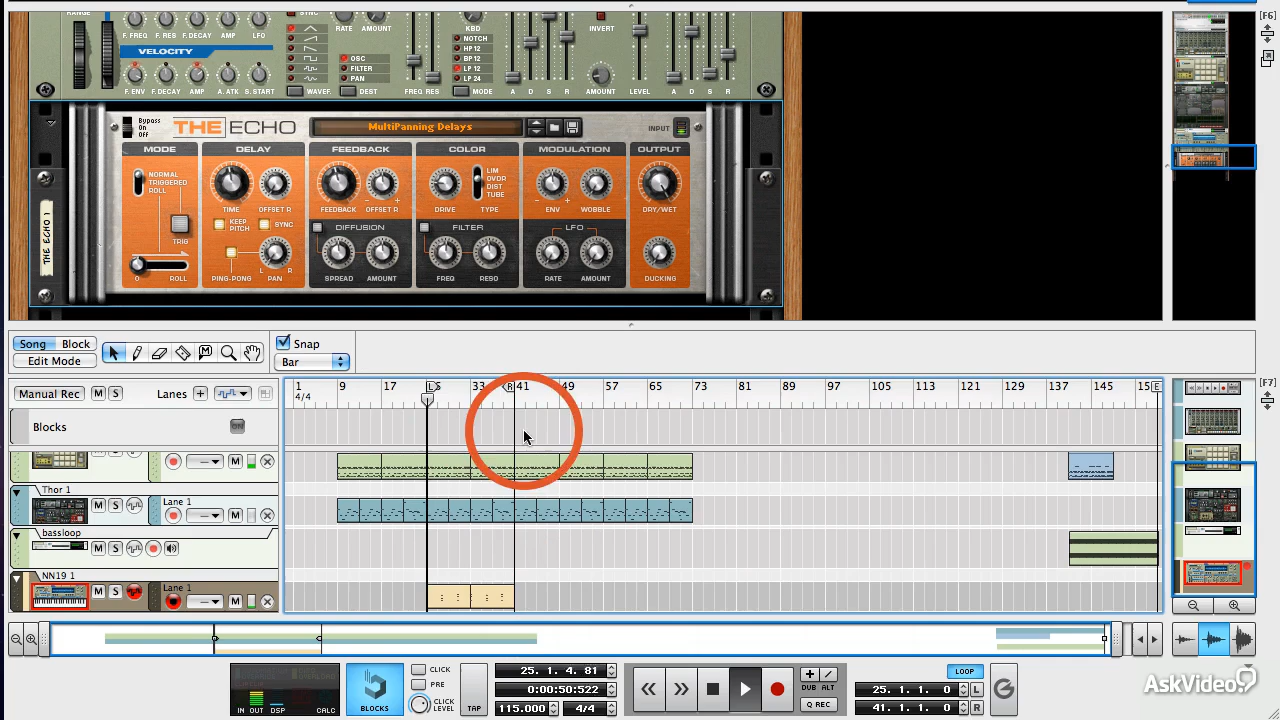 [F6]
F. FREQ F. RES F. DECAY AMP LFO
RATE AMOUNT
KBD
INVERT
NOTCH
HP 12
BP 12
LP 12
LP 24
VELOCITY
OSC
FILTER
PAN
F. ENV F. DECAY AMP A. ATK S. START
WAVEF. DEST FREQ RES MODE A D S R AMOUNT LEVEL A D S R
Bypass
On
Off
THE ECHO
MultiPanning Delays
INPUT
MODE DELAY FEEDBACK COLOR MODULATION OUTPUT
NORMAL
TRIGGERED
ROLL
LIM
OVDR
DIST
TUBE
TIME OFFSET R FEEDBACK - OFFSET R + DRIVE TYPE - ENV + WOBBLE DRY/WET
KEEP
PITCH
SYNC
TRIG
DIFFUSION FILTER LFO
L R
0 ROLL PING-PONG PAN SPREAD AMOUNT FREQ RESO RATE AMOUNT DUCKING
THE ECHO 1
Song Block
Edit Mode
Snap
Bar
Manual Rec M S Lanes +
1 9 17 33 41 49 57 65 73 81 89 97 105 113 121 129 137 145
4/4
L R E
[F7]
Blocks ON
M
Thor 1
M S Lane 1
M
bassloop
M S
NN19 1
M S Lane 1
M
CLICK
PRE
CLICK
LEVEL
TAP
BLOCKS
IN OUT DSP CALC
25. 1. 4. 81
0:00:50:522
115.000 4/4
DUB ALT
Q REC
LOOP
25. 1. 1. 0 L
41. 1. 1. 0 R
AskVideo